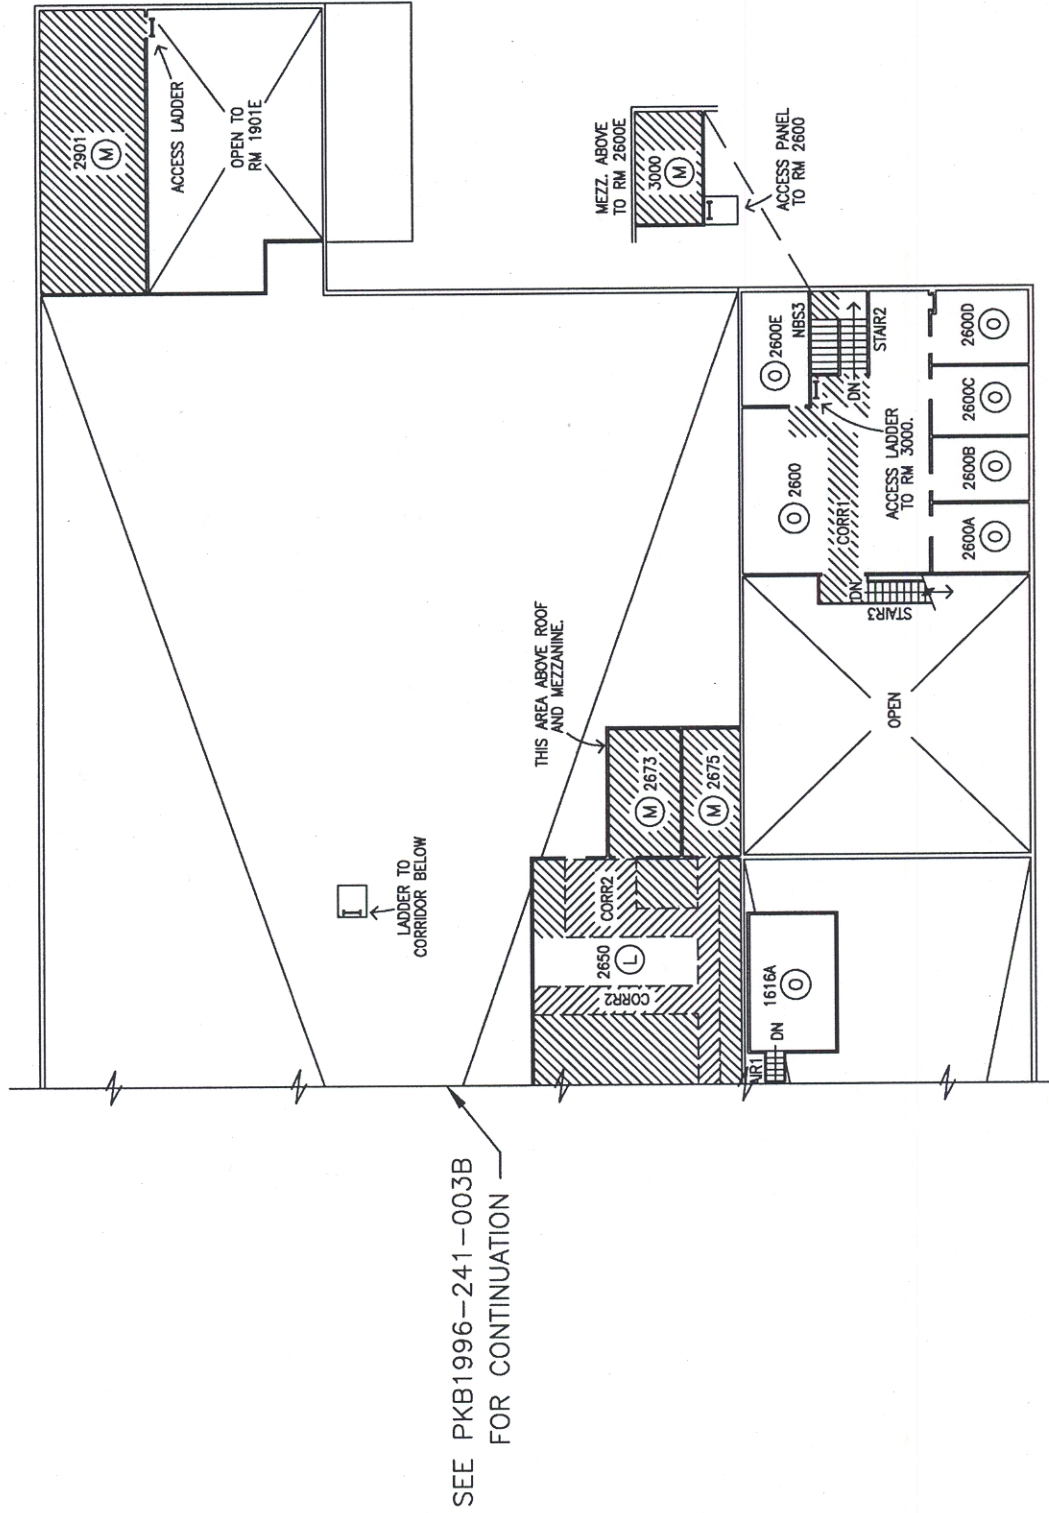 SEE PKB1996-241-003B
FOR CONTINUATION
2901
M
ACCESS LADDER
OPEN TO
RM 1901E
MEZZ. ABOVE
TO RM 2600E
3000
M
ACCESS PANEL
TO RM 2600
LADDER TO
CORRIDOR BELOW
THIS AREA ABOVE ROOF
AND MEZZANINE.
2673
M
2675
M
CORR2
2650
L
CORR2
1616A
O
DN
AIR1
OPEN
DN
STAIR3
2600
O
CORR1
2600E
O
NBS3
DN
STAIR2
ACCESS LADDER
TO RM 3000.
2600A
O
2600B
O
2600C
O
2600D
O